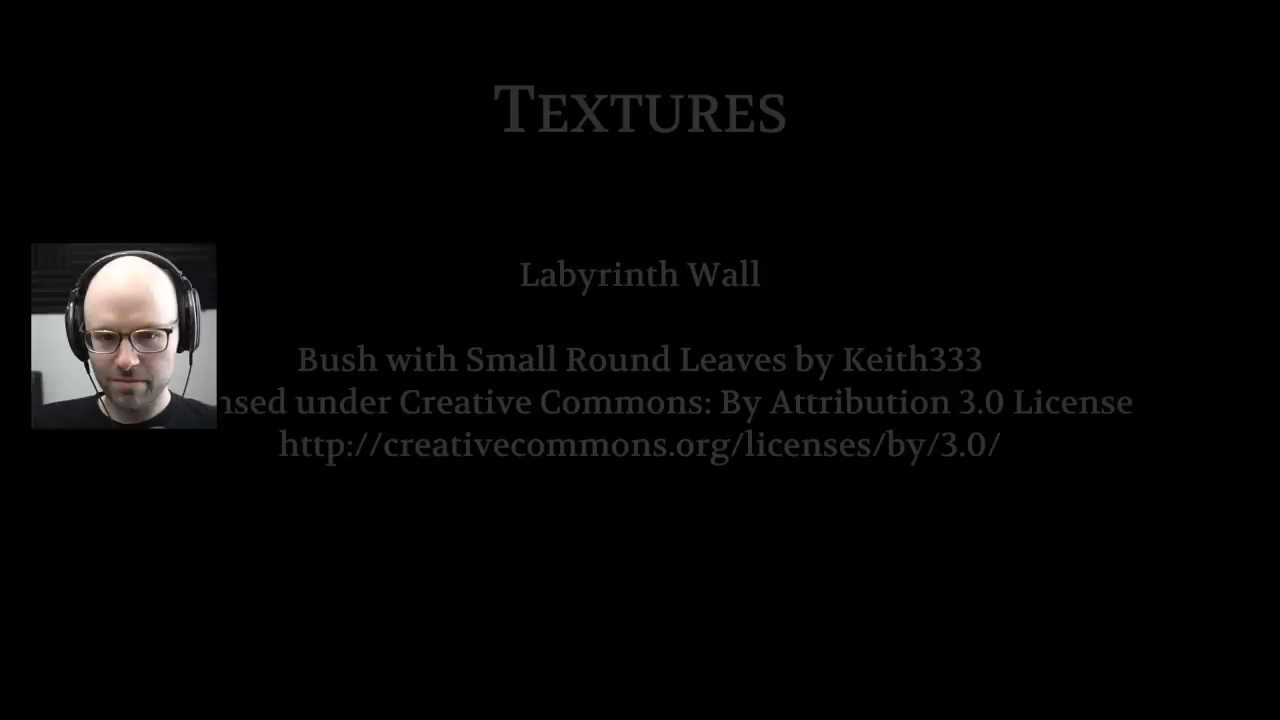 TEXTURES
Labyrinth Wall
Bush with Small Round Leaves by Keith333
nsed under Creative Commons: By Attribution 3.0 License
http://creativecommons.org/licenses/by/3.0/